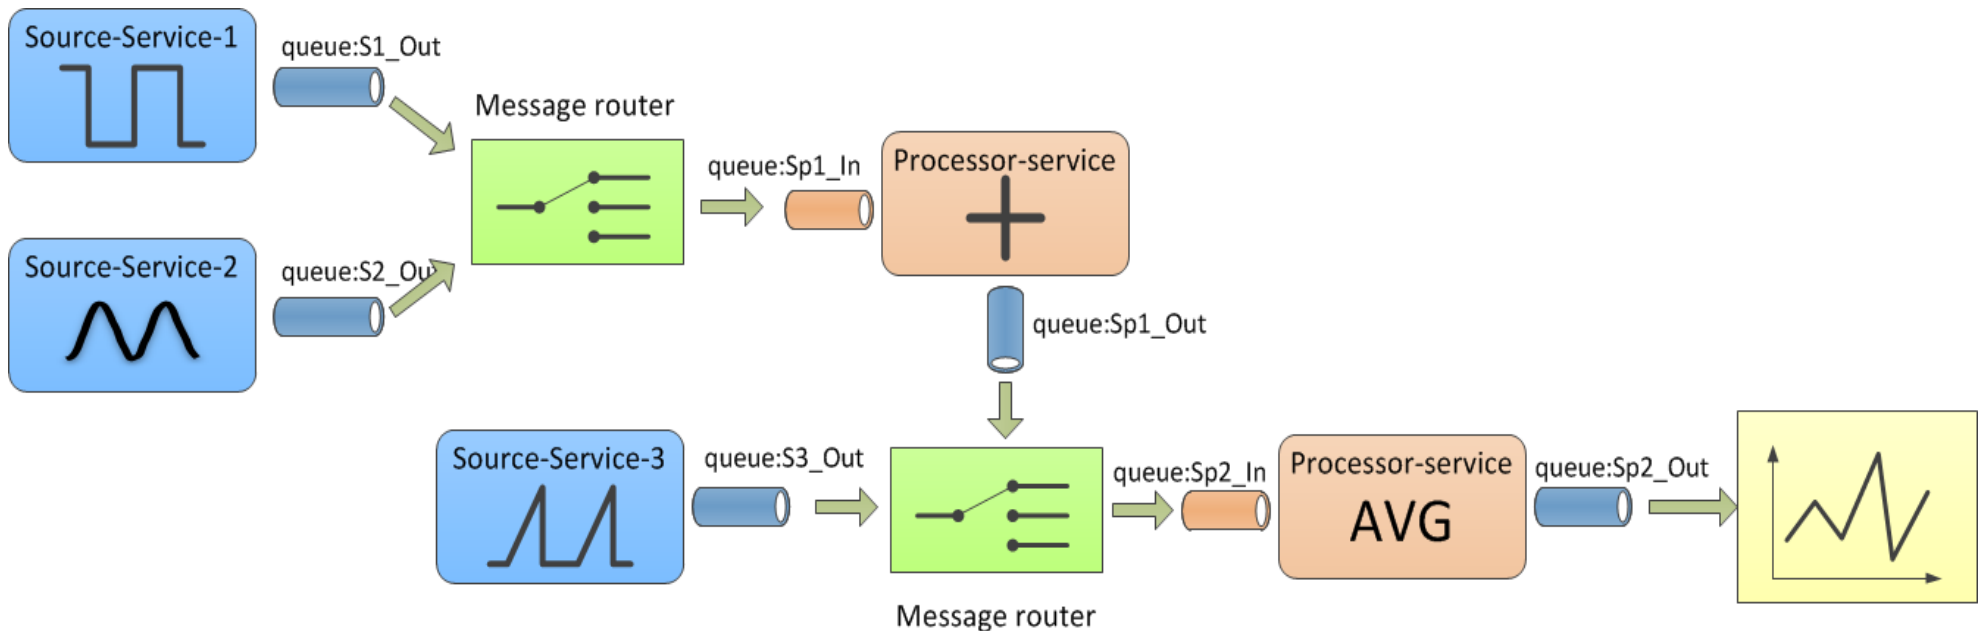 Source-Service-1
queue:S1_Out
Message router
queue:Sp1_In
Processor-service
Source-Service-2
queue:S2_Out
queue:Sp1_Out
Source-Service-3
queue:S3_Out
queue:Sp2_In
Processor-service
AVG
queue:Sp2_Out
Message router